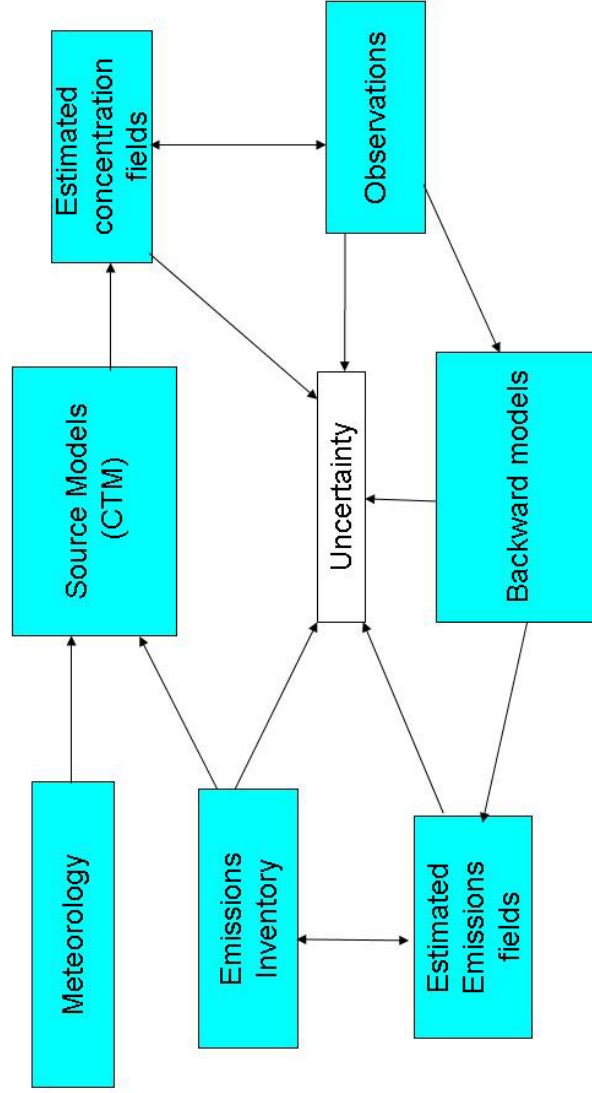 Meteorology
Source Models
(CTM)
Estimated
concentration
fields
Emissions
Inventory
Uncertainty
Observations
Estimated
Emissions
fields
Backward models